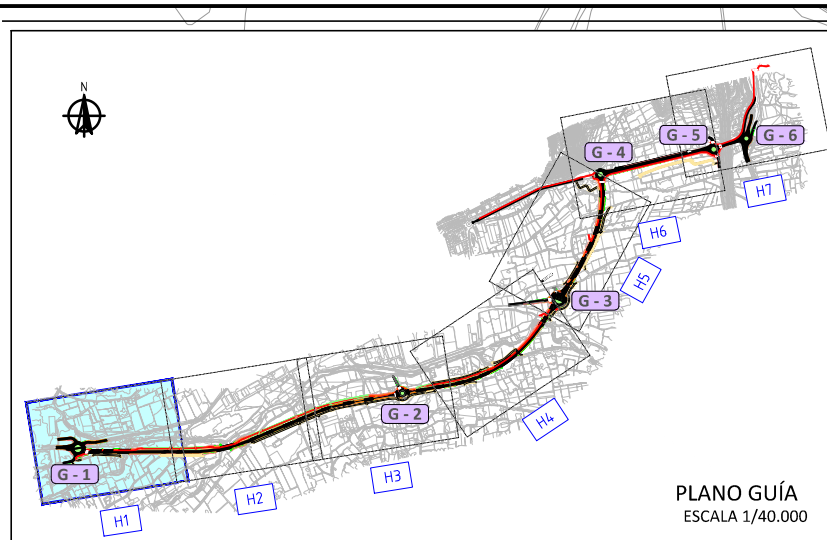 N
G - 5
G - 6
G - 4
H7
H6
H5
G - 3
G - 2
H4
G - 1
H3
H2
H1
PLANO GUÍA
ESCALA 1/40.000